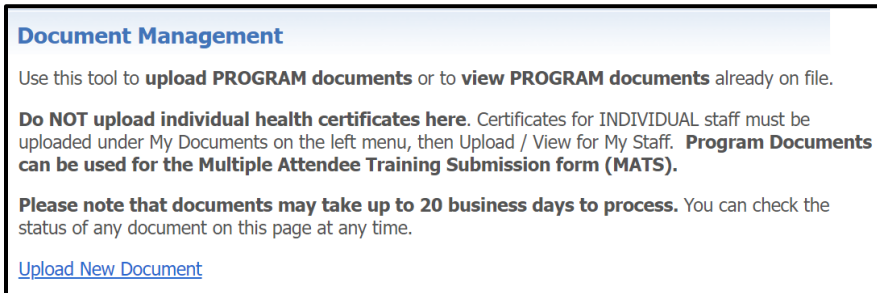 Document Management
Use this tool to upload PROGRAM documents or to view PROGRAM documents already on file.
Do NOT upload individual health certificates here. Certificates for INDIVIDUAL staff must be
uploaded under My Documents on the left menu, then Upload / View for My Staff. Program Documents
can be used for the Multiple Attendee Training Submission form (MATS).
Please note that documents may take up to 20 business days to process. You can check the
status of any document on this page at any time.
Upload New Document